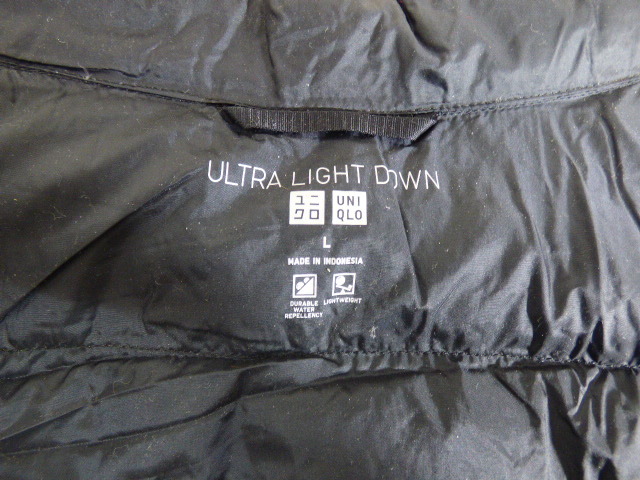 ULTRA LIGHT DOWN
ユニ UNI
クロ QLO
L
MADE IN INDONESIA
DURABLE
WATER
REPELLENCY
LIGHTWEIGHT